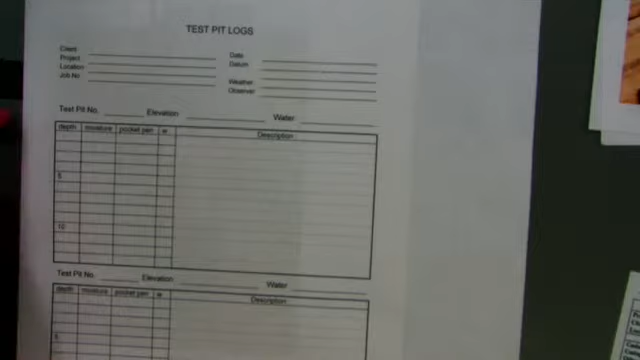 TEST PIT LOGS
Client
Project
Location
Job No
Date
Datum
Weather
Observer
Test Pit No. Elevation Water
depth moisture pocket pen w Description
5
10
Test Pit No. Elevation Water
depth moisture pocket pen w Description
5